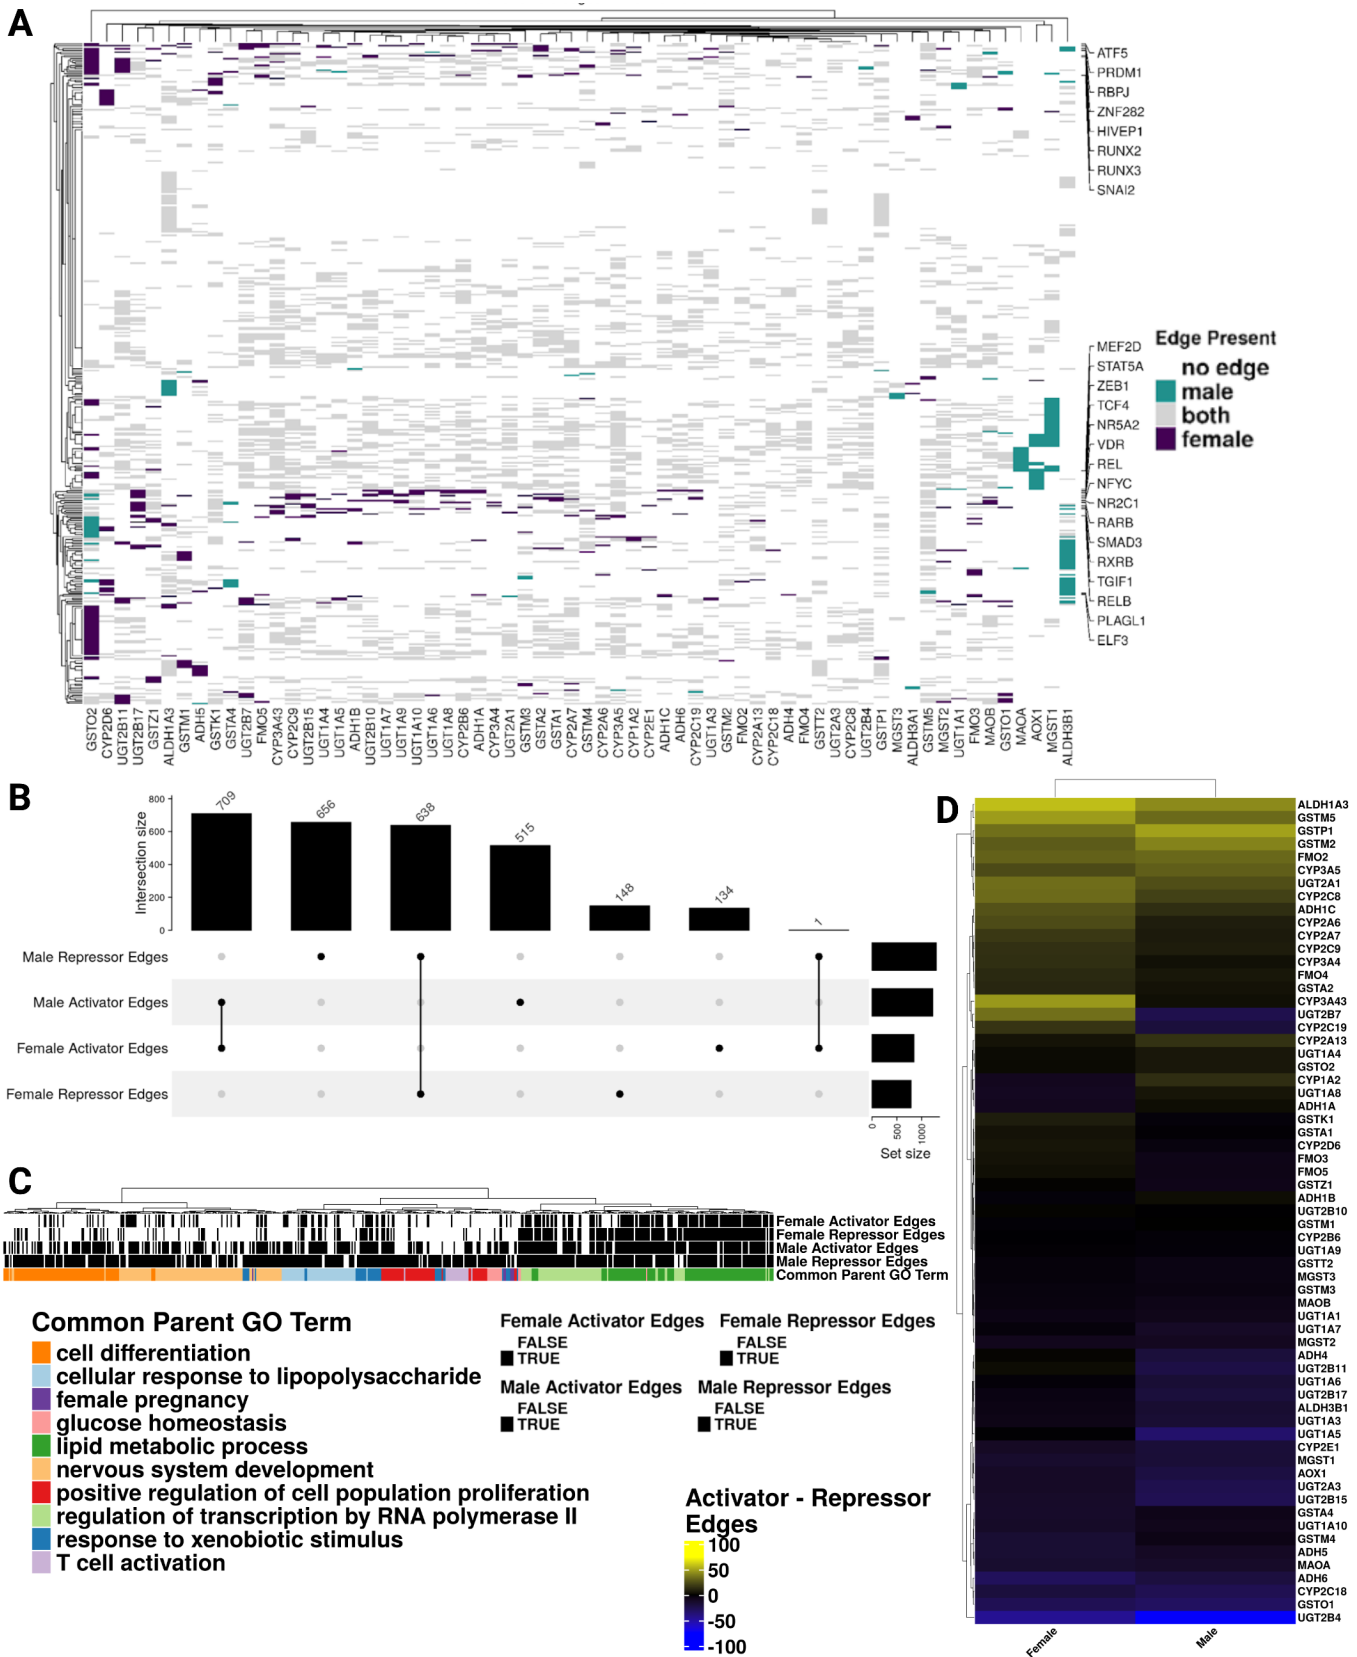 A
ATF5
PRDM1
RBPJ
ZNF282
HIVEP1
RUNX2
RUNX3
SNAI2
MEF2D
STAT5A
ZEB1
TCF4
NR5A2
VDR
REL
NFYC
NR2C1
RARB
SMAD3
RXRB
TGIF1
RELB
PLAGL1
ELF3
Edge Present
no edge
male
both
female
GSTO2
CYP2D6
UGT2B11
UGT2B17
GSTZ1
ALDH1A3
GSTM1
ADH5
GSTK1
GSTA4
UGT2B7
FMO5
CYP3A43
CYP2C9
UGT2B15
UGT1A4
UGT1A5
ADH1B
UGT2B10
UGT1A7
UGT1A9
UGT1A10
UGT1A6
UGT1A8
CYP2B6
ADH1A
CYP3A4
UGT2A1
GSTM3
GSTA2
GSTA1
CYP2A7
GSTM4
CYP2A6
CYP3A5
CYP1A2
CYP2E1
ADH1C
ADH6
CYP2C19
UGT1A3
GSTM2
FMO2
CYP2A13
CYP2C18
ADH4
FMO4
GSTT2
UGT2A3
CYP2C8
UGT2B4
GSTP1
MGST3
ALDH3A1
GSTM5
MGST2
UGT1A1
FMO3
MAOB
GSTO1
MAOA
AOX1
MGST1
ALDH3B1
B
Intersection size
800
600
400
200
0
709
656
638
515
148
134
1
Male Repressor Edges
Male Activator Edges
Female Activator Edges
Female Repressor Edges
0
500
1000
Set size
C
Female Activator Edges
Female Repressor Edges
Male Activator Edges
Male Repressor Edges
Common Parent GO Term
Common Parent GO Term
cell differentiation
cellular response to lipopolysaccharide
female pregnancy
glucose homeostasis
lipid metabolic process
nervous system development
positive regulation of cell population proliferation
regulation of transcription by RNA polymerase II
response to xenobiotic stimulus
T cell activation
Female Activator Edges
FALSE
TRUE
Female Repressor Edges
FALSE
TRUE
Male Activator Edges
FALSE
TRUE
Male Repressor Edges
FALSE
TRUE
Activator - Repressor
Edges
100
50
0
-50
-100
D
ALDH1A3
GSTM5
GSTP1
GSTM2
FMO2
CYP3A5
UGT2A1
CYP2C8
ADH1C
CYP2A6
CYP2A7
CYP2C9
CYP3A4
FMO4
GSTA2
CYP3A43
UGT2B7
CYP2C19
CYP2A13
UGT1A4
GSTO2
CYP1A2
UGT1A8
ADH1A
GSTK1
GSTA1
CYP2D6
FMO3
FMO5
GSTZ1
ADH1B
UGT2B10
GSTM1
CYP2B6
UGT1A9
GSTT2
MGST3
GSTM3
MAOB
UGT1A1
UGT1A7
MGST2
ADH4
UGT2B11
UGT1A6
UGT2B17
ALDH3B1
UGT1A3
UGT1A5
CYP2E1
MGST1
AOX1
UGT2A3
UGT2B15
GSTA4
UGT1A10
GSTM4
ADH5
MAOA
ADH6
CYP2C18
GSTO1
UGT2B4
Female
Male